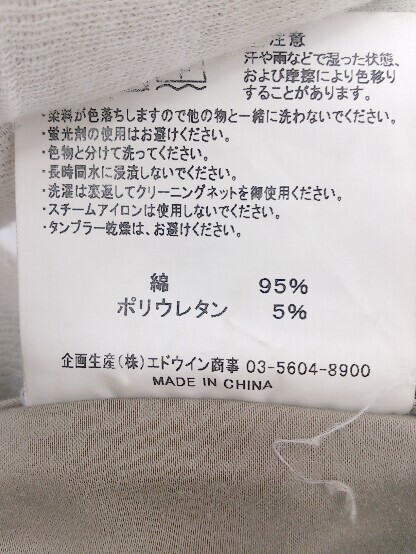 注意
汗や雨などで湿った状態、
および摩擦により色移り
することがあります。
・染料が色落ちしますので他の物と一緒に洗わないでください。
・蛍光剤の使用はお避けください。
・色物と分けて洗ってください。
・長時間水に浸漬しないでください。
・洗濯は裏返してクリーニングネットを御使用ください。
・スチームアイロンは使用しないでください。
・タンブラー乾燥は、お避けください。
綿 95%
ポリウレタン 5%
企画生産(株)エドウイン商事 03-5604-8900
MADE IN CHINA